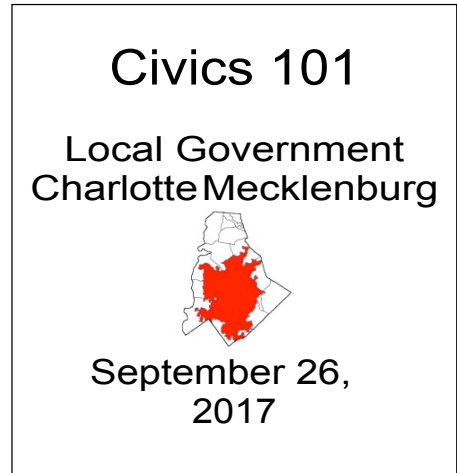 Civics 101
Local Government
Charlotte Mecklenburg
September 26,
2017